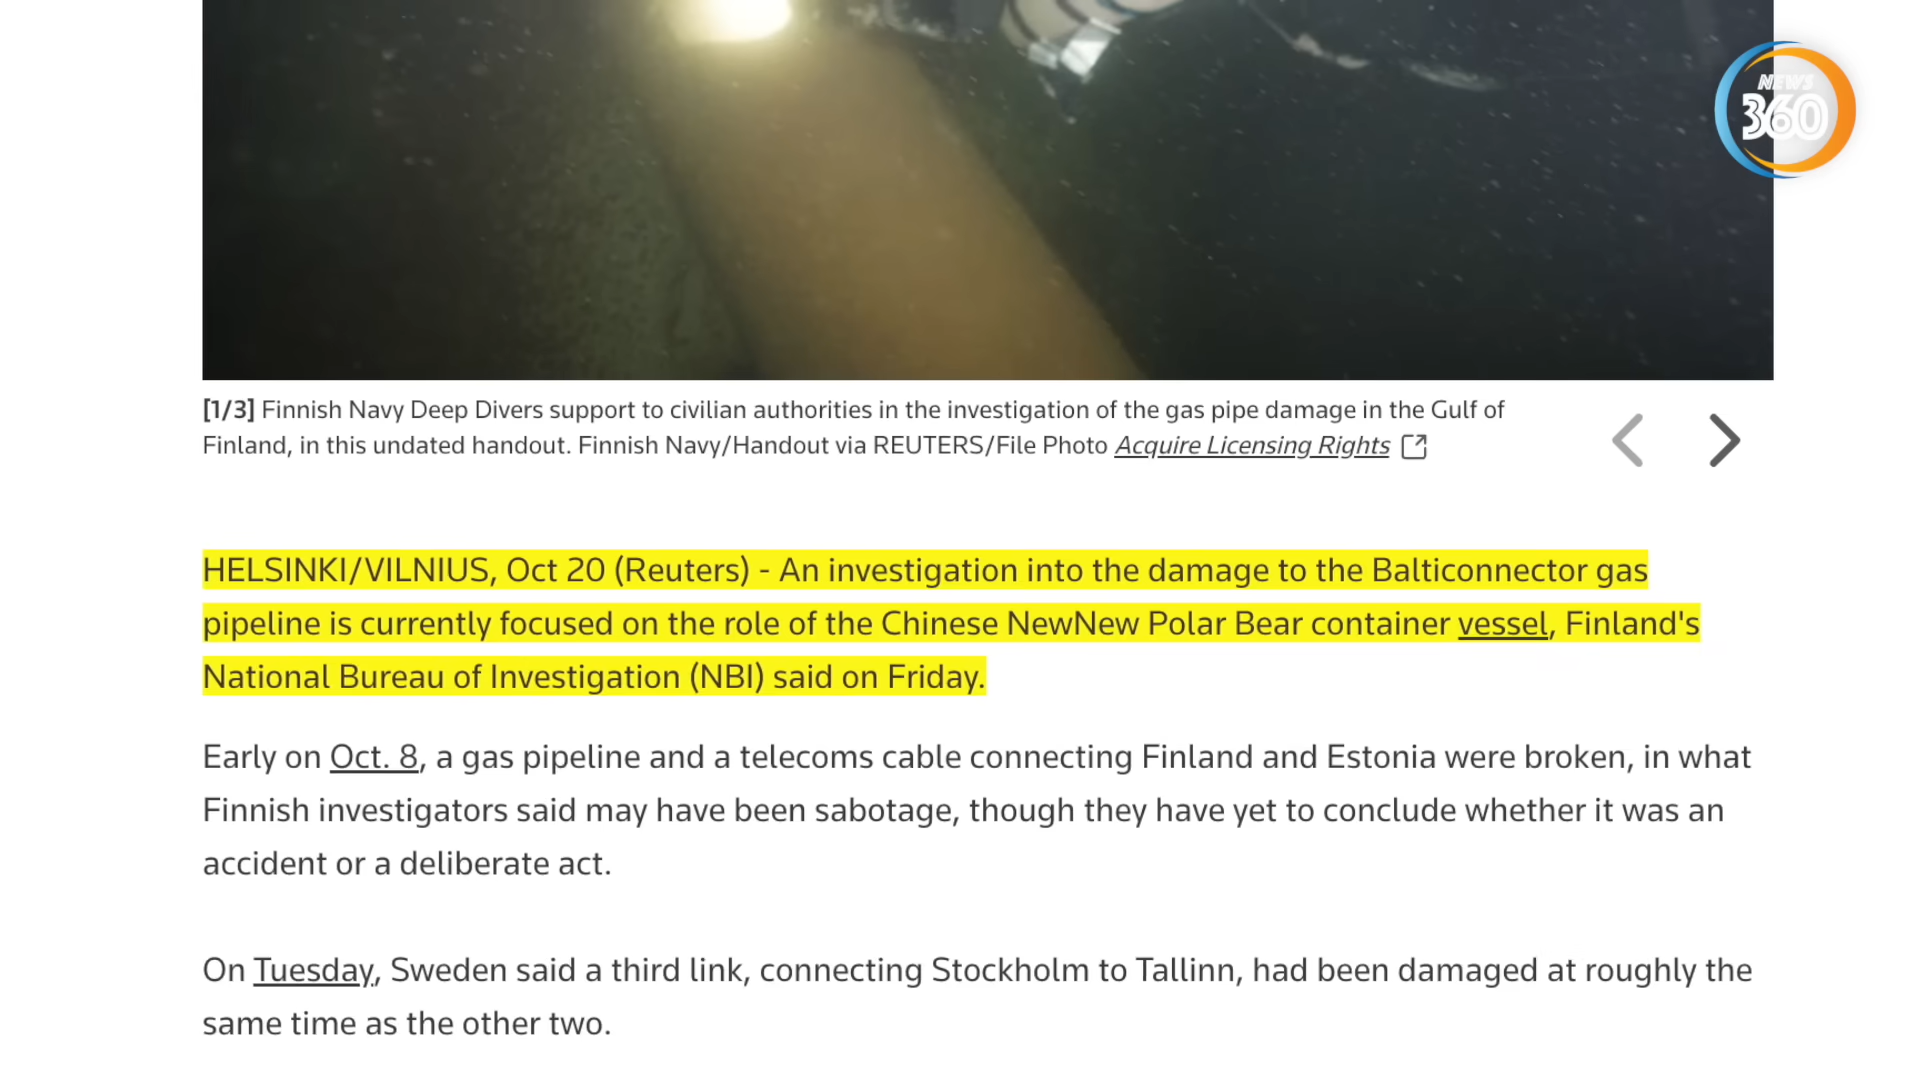 NEWS
360
[1/3] Finnish Navy Deep Divers support to civilian authorities in the investigation of the gas pipe damage in the Gulf of
Finland, in this undated handout. Finnish Navy/Handout via REUTERS/File Photo Acquire Licensing Rights
HELSINKI/VILNIUS, Oct 20 (Reuters) - An investigation into the damage to the Balticonnector gas
pipeline is currently focused on the role of the Chinese NewNew Polar Bear container vessel, Finland's
National Bureau of Investigation (NBI) said on Friday.
Early on Oct. 8, a gas pipeline and a telecoms cable connecting Finland and Estonia were broken, in what
Finnish investigators said may have been sabotage, though they have yet to conclude whether it was an
accident or a deliberate act.
On Tuesday, Sweden said a third link, connecting Stockholm to Tallinn, had been damaged at roughly the
same time as the other two.